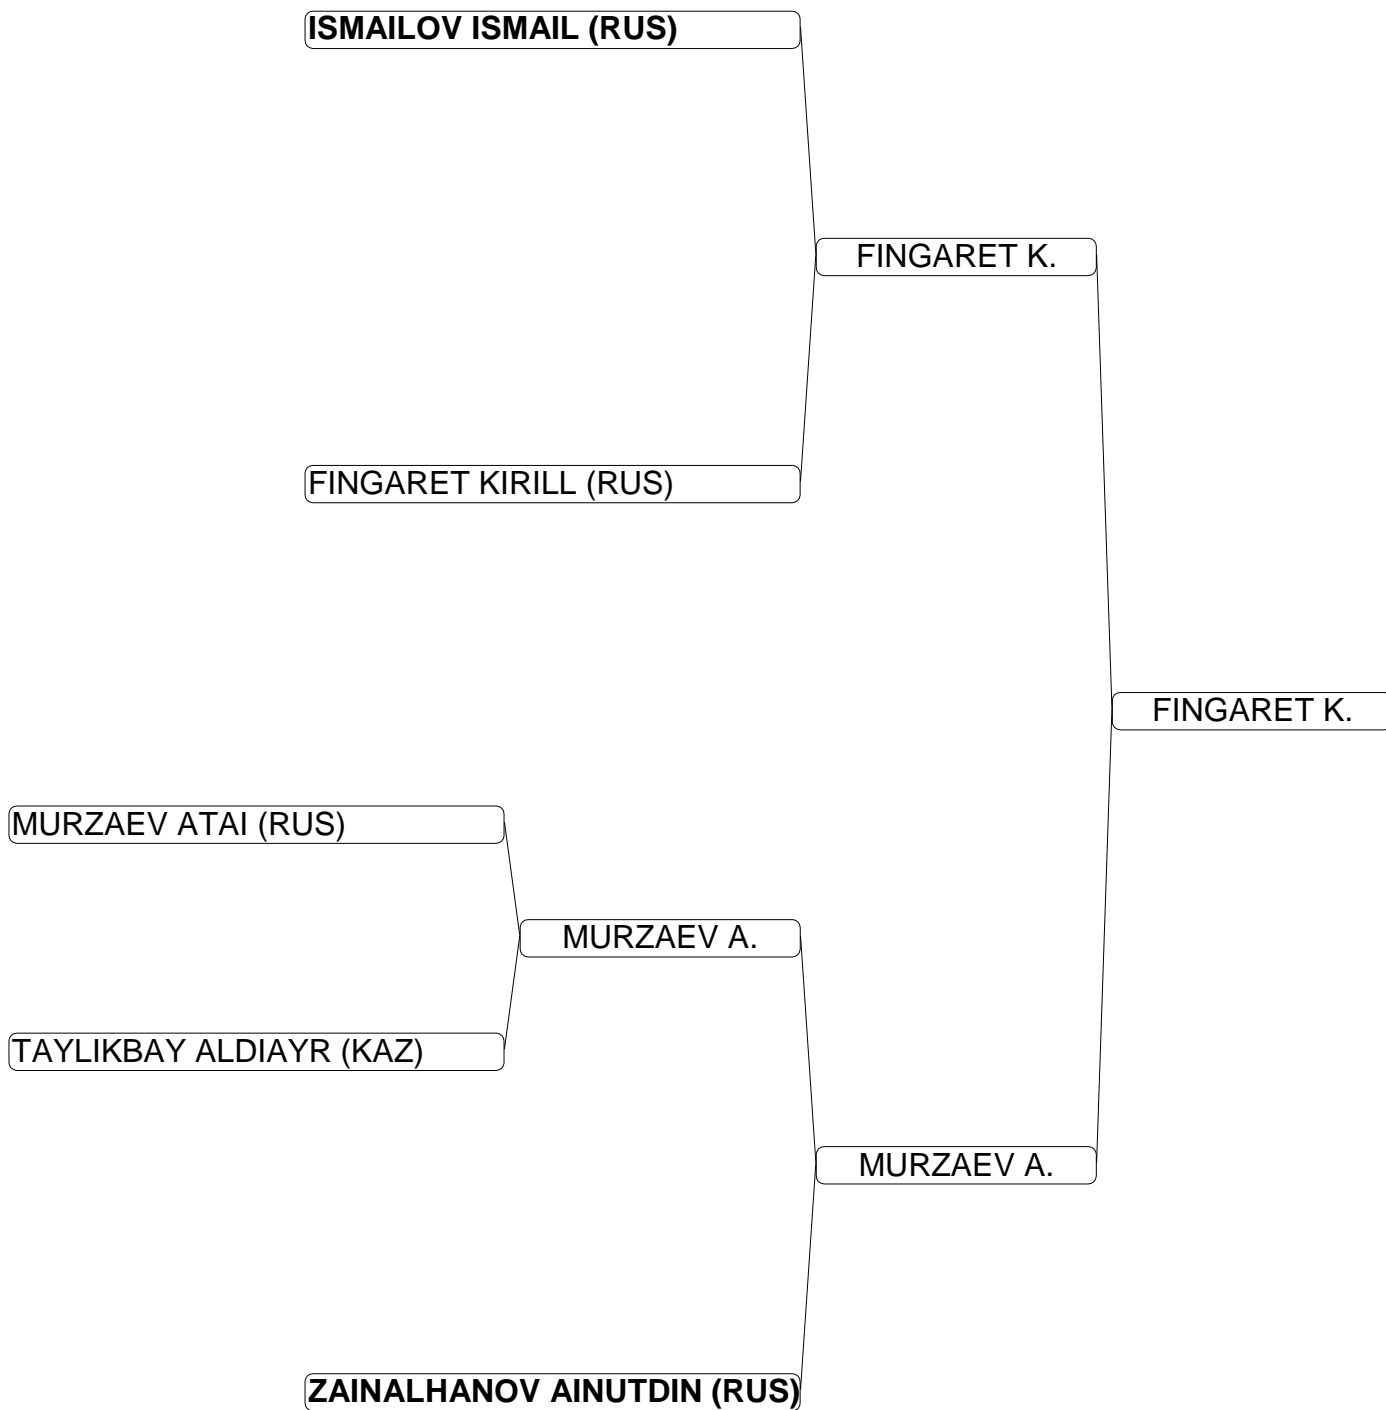 ISMAILOV ISMAIL (RUS)
FINGARET K.
FINGARET KIRILL (RUS)
FINGARET K.
MURZAEV ATAI (RUS)
MURZAEV A.
TAYLIKBAY ALDIAYR (KAZ)
MURZAEV A.
ZAINALHANOV AINUTDIN (RUS)